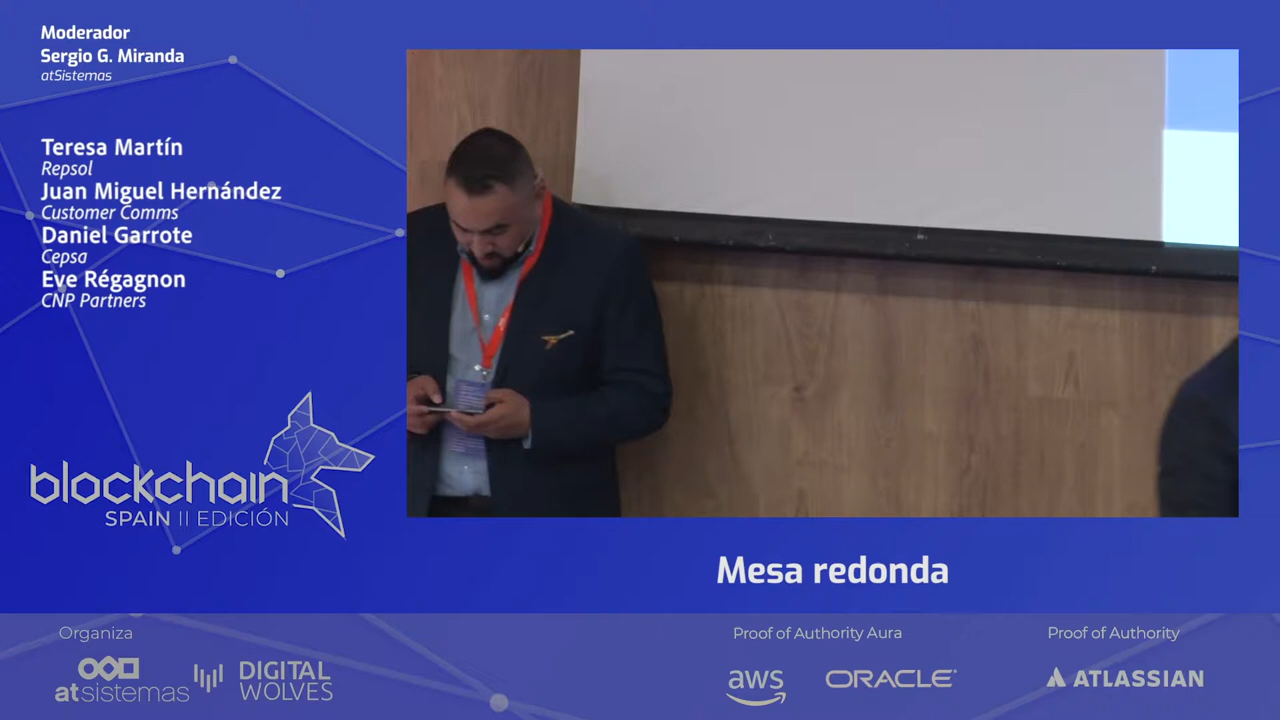 Moderador
Sergio G. Miranda
atSistemas
Teresa Martín
Repsol
Juan Miguel Hernández
Customer Comms
Daniel Garrote
Cepsa
Eve Régagnon
CNP Partners
blockchain
SPAIN II EDICIÓN
Mesa redonda
Organiza
atsistemas
DIGITAL
WOLVES
Proof of Authority Aura
aws
ORACLE
Proof of Authority
ATLASSIAN